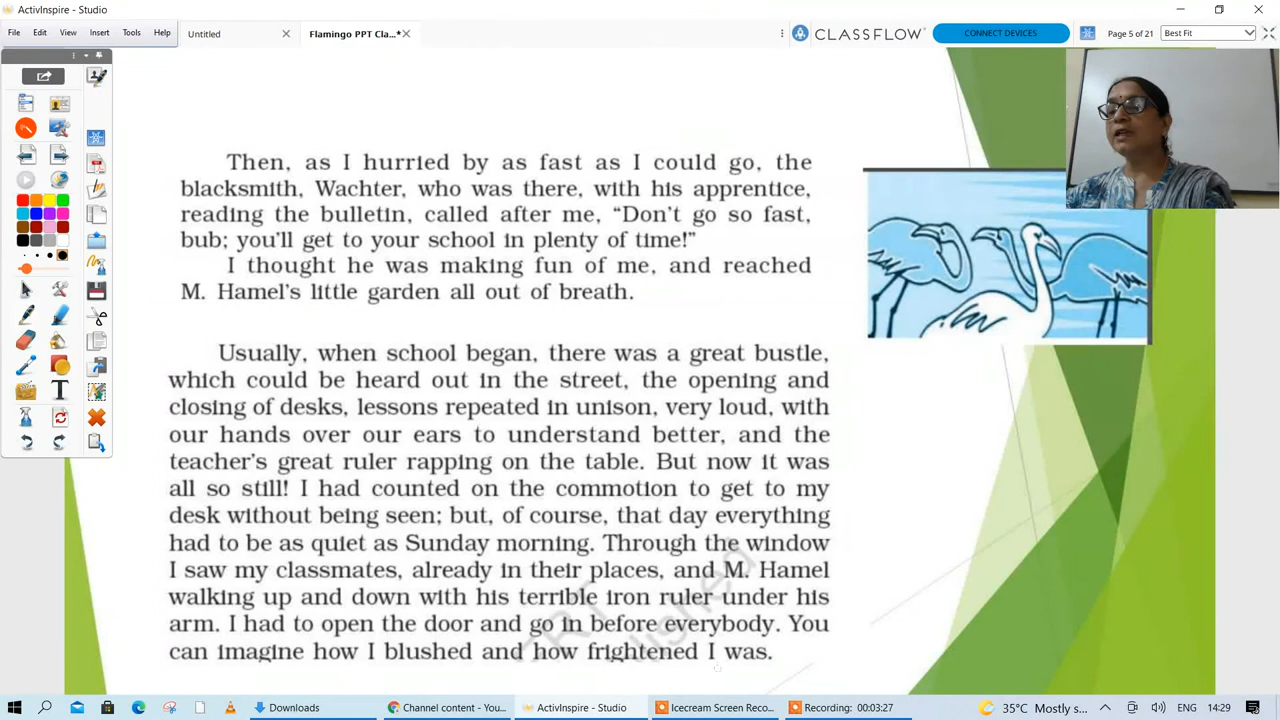 ActivInspire - Studio
File Edit View Insert Tools Help
Untitled
Flamingo PPT Cla...*
CLASSFLOW
CONNECT DEVICES
Page 5 of 21
Best Fit
Then, as I hurried by as fast as I could go, the
blacksmith, Wachter, who was there, with his apprentice,
reading the bulletin, called after me, “Don’t go so fast,
bub; you’ll get to your school in plenty of time!”
I thought he was making fun of me, and reached
M. Hamel’s little garden all out of breath.
Usually, when school began, there was a great bustle,
which could be heard out in the street, the opening and
closing of desks, lessons repeated in unison, very loud, with
our hands over our ears to understand better, and the
teacher’s great ruler rapping on the table. But now it was
all so still! I had counted on the commotion to get to my
desk without being seen; but, of course, that day everything
had to be as quiet as Sunday morning. Through the window
I saw my classmates, already in their places, and M. Hamel
walking up and down with his terrible iron ruler under his
arm. I had to open the door and go in before everybody. You
can imagine how I blushed and how frightened I was.
Downloads
Channel content - You...
ActivInspire - Studio
Icecream Screen Reco...
Recording: 00:03:27
35°C Mostly s...
ENG
14:29